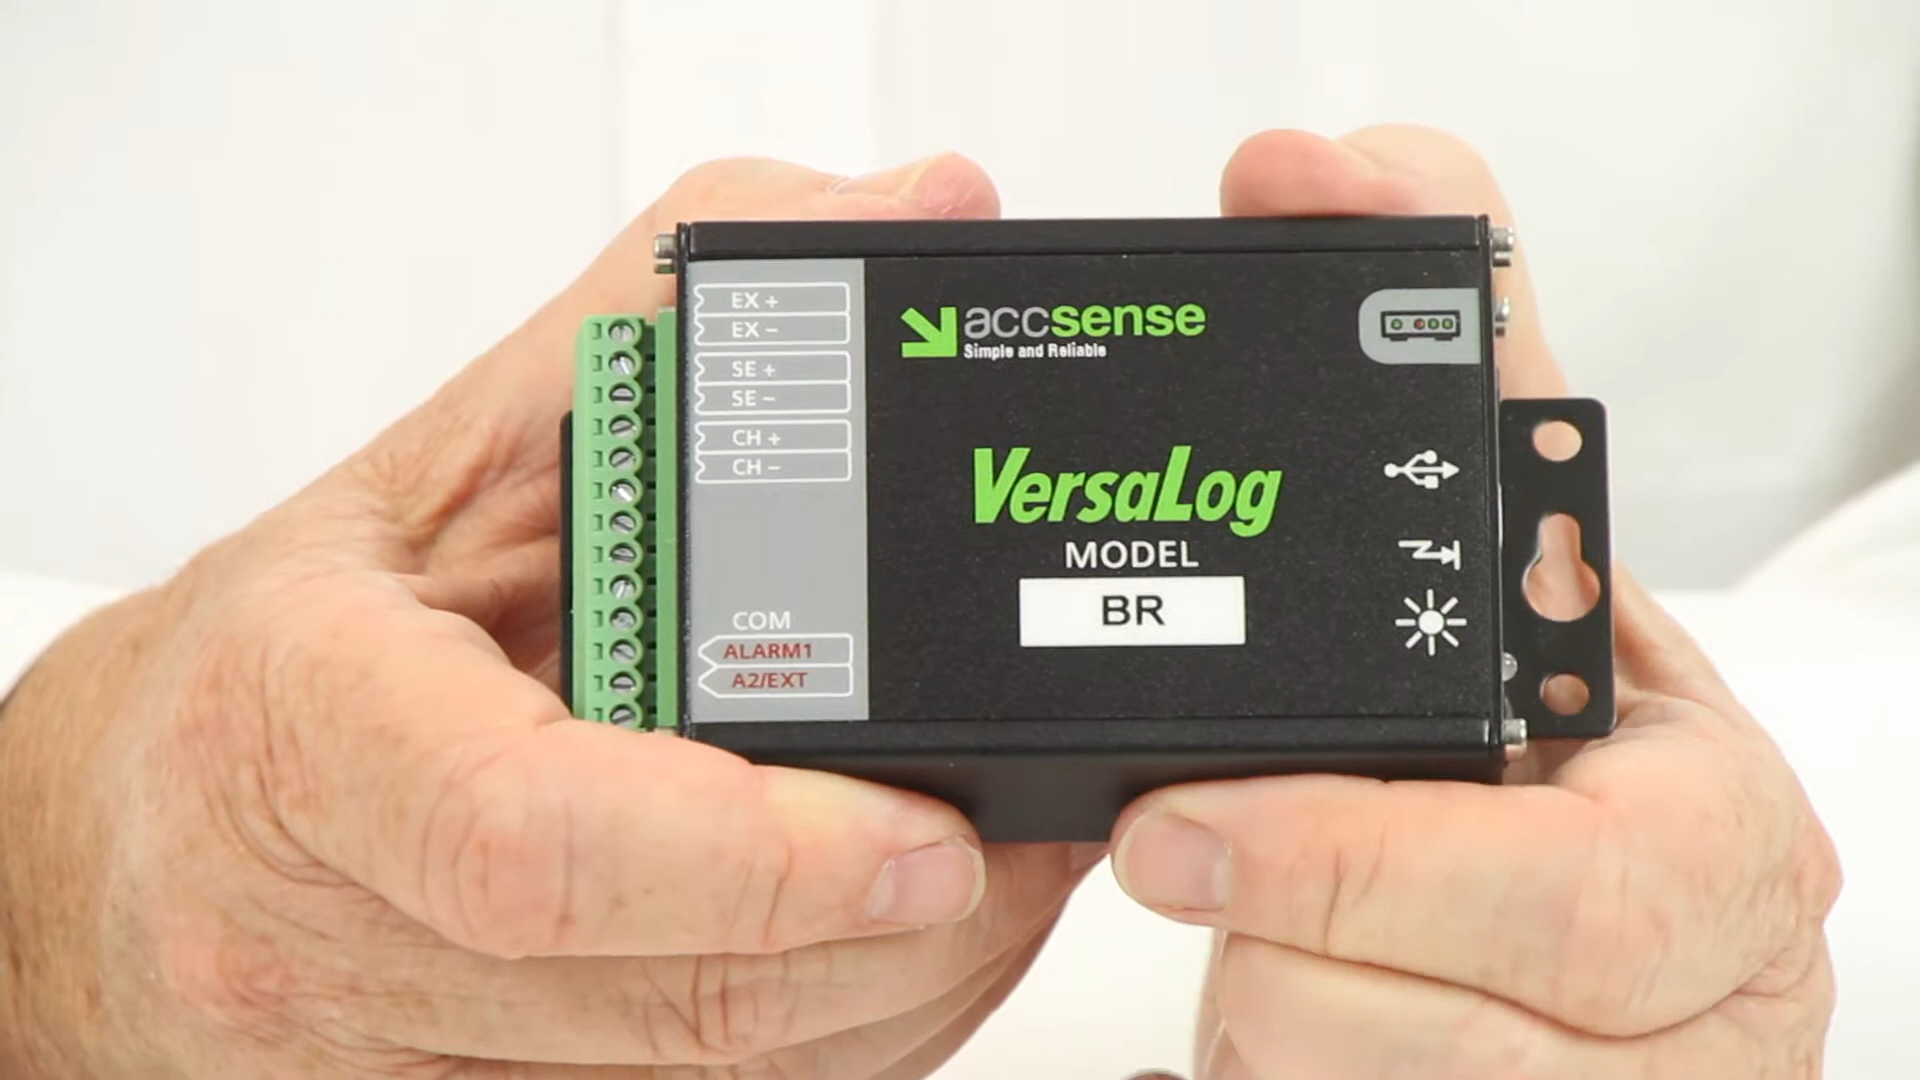 EX +
EX −
SE +
SE −
CH +
CH −
COM
ALARM1
A2/EXT
accsense
Simple and Reliable
VersaLog
MODEL
BR